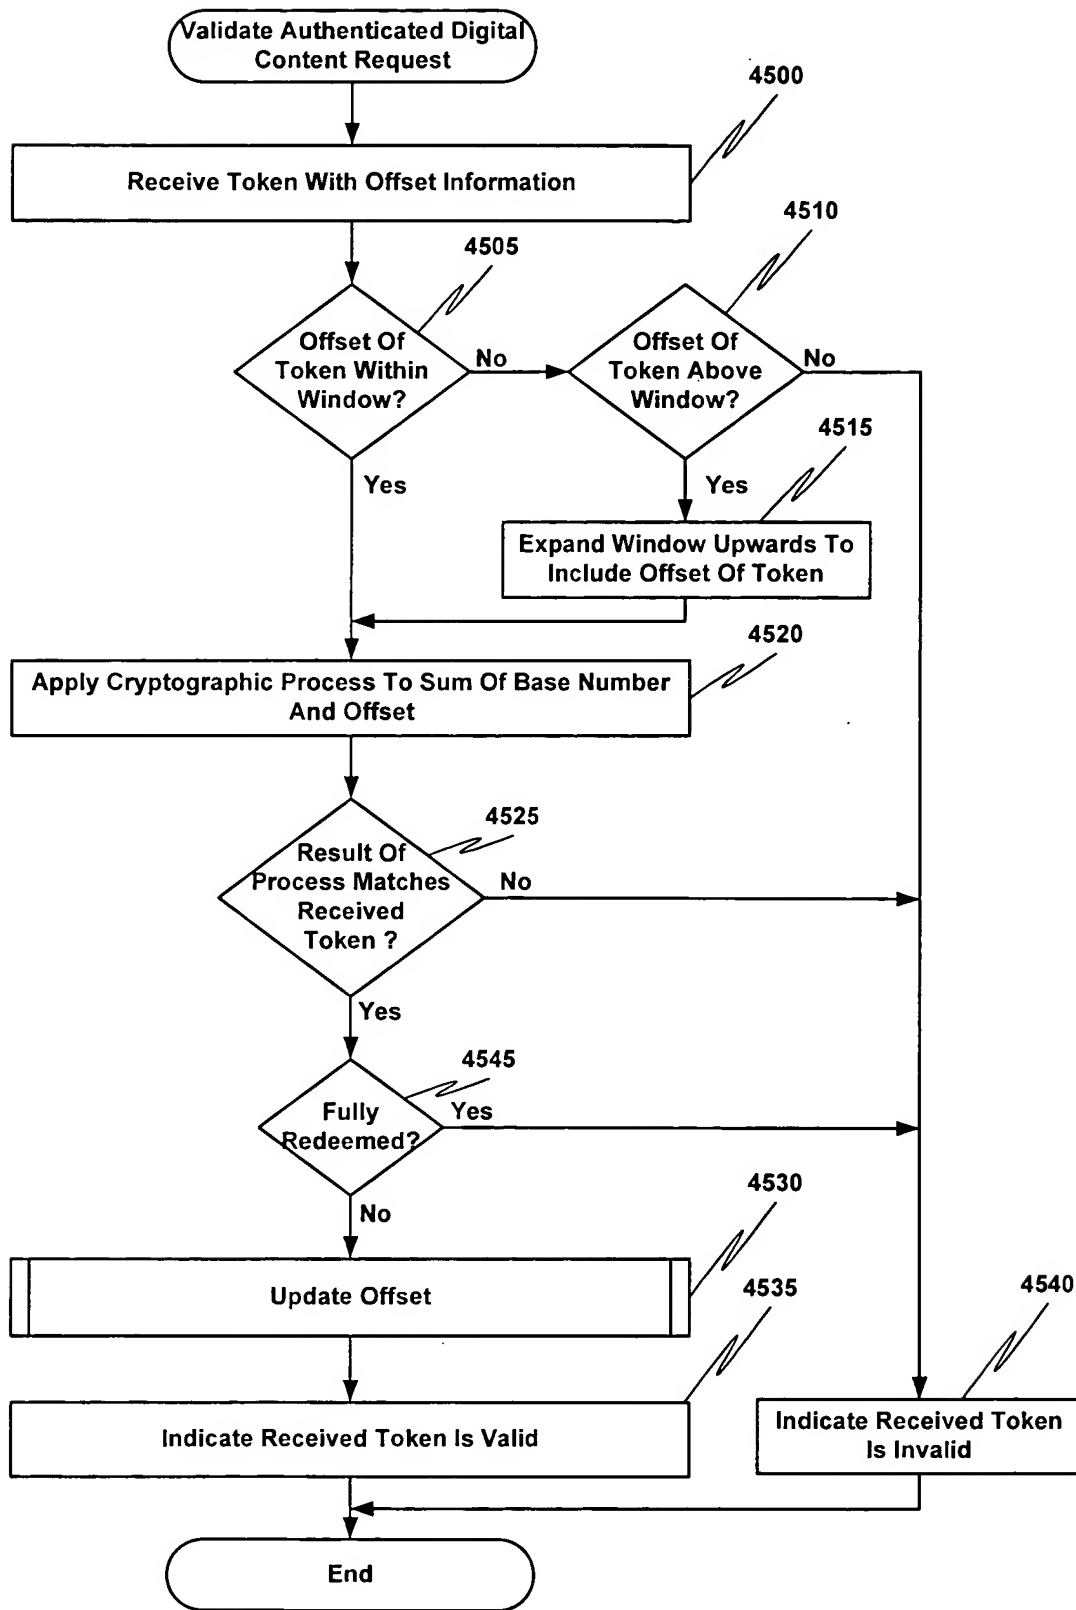 Validate Authenticated Digital
Content Request
4500
Receive Token With Offset Information
4505
4510
Offset Of
Token Within
Window?
No
Offset Of
Token Above
Window?
No
Yes
Yes
4515
Expand Window Upwards To
Include Offset Of Token
4520
Apply Cryptographic Process To Sum Of Base Number
And Offset
4525
Result Of
Process Matches
Received
Token ?
No
Yes
4545
Fully
Redeemed?
Yes
No
4530
Update Offset
4535
4540
Indicate Received Token Is Valid
Indicate Received Token
Is Invalid
End